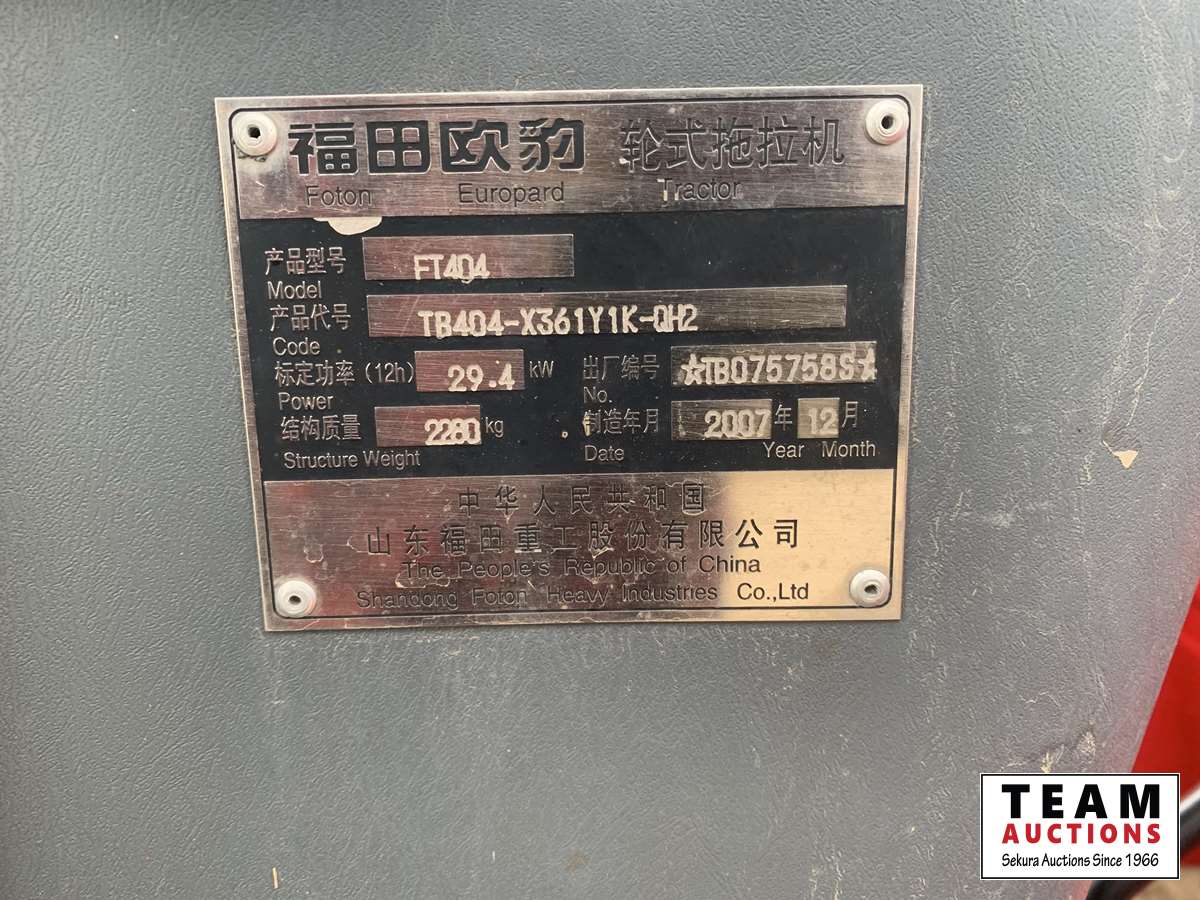 福田欧豹 轮式拖拉机
Foton Europard Tractor
产品型号 FT404
Model
产品代号 TB404-X361Y1K-QH2
Code
标定功率(12h) 29.4 kW
Power
出厂编号 ☆TB075758S☆
No.
结构质量 2280 kg
Structure Weight
制造年月 2007 年 12 月
Date Year Month
中华人民共和国
山东福田重工股份有限公司
The People's Republic of China
Shandong Foton Heavy Industries Co.,Ltd
TEAM
AUCTIONS
Sekura Auctions Since 1966